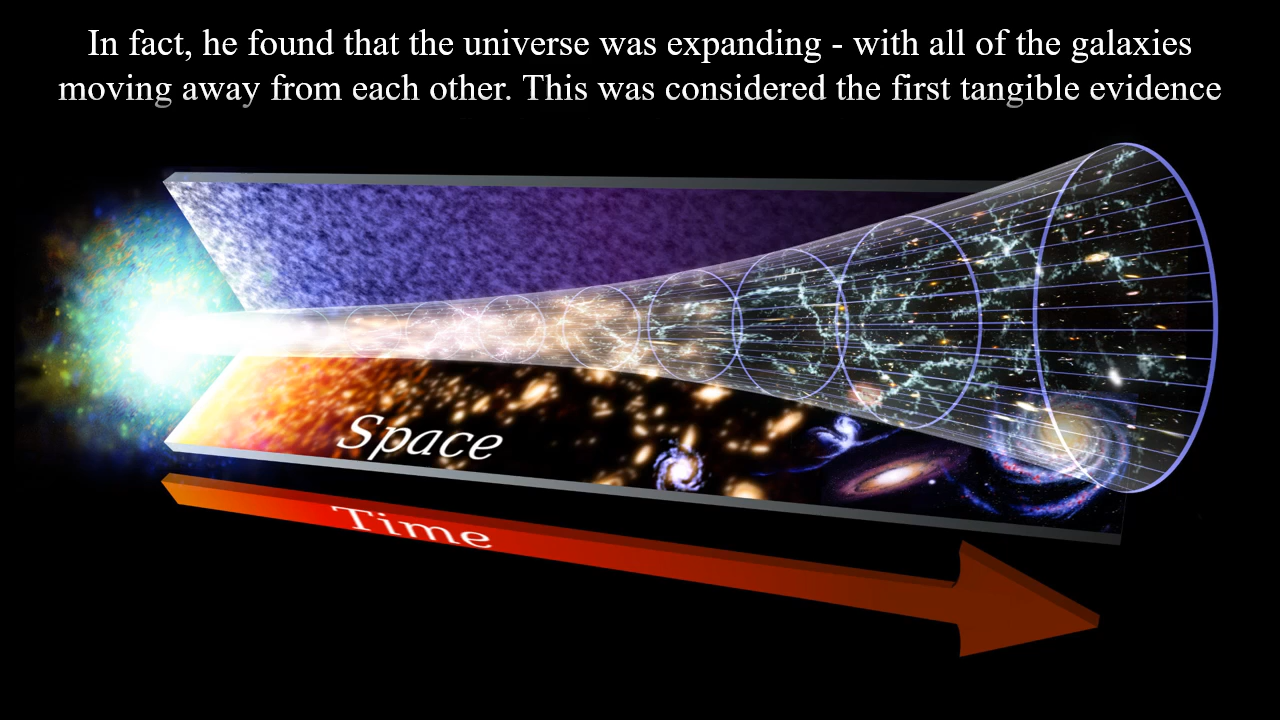 In fact, he found that the universe was expanding - with all of the galaxies
moving away from each other. This was considered the first tangible evidence
Space
Time